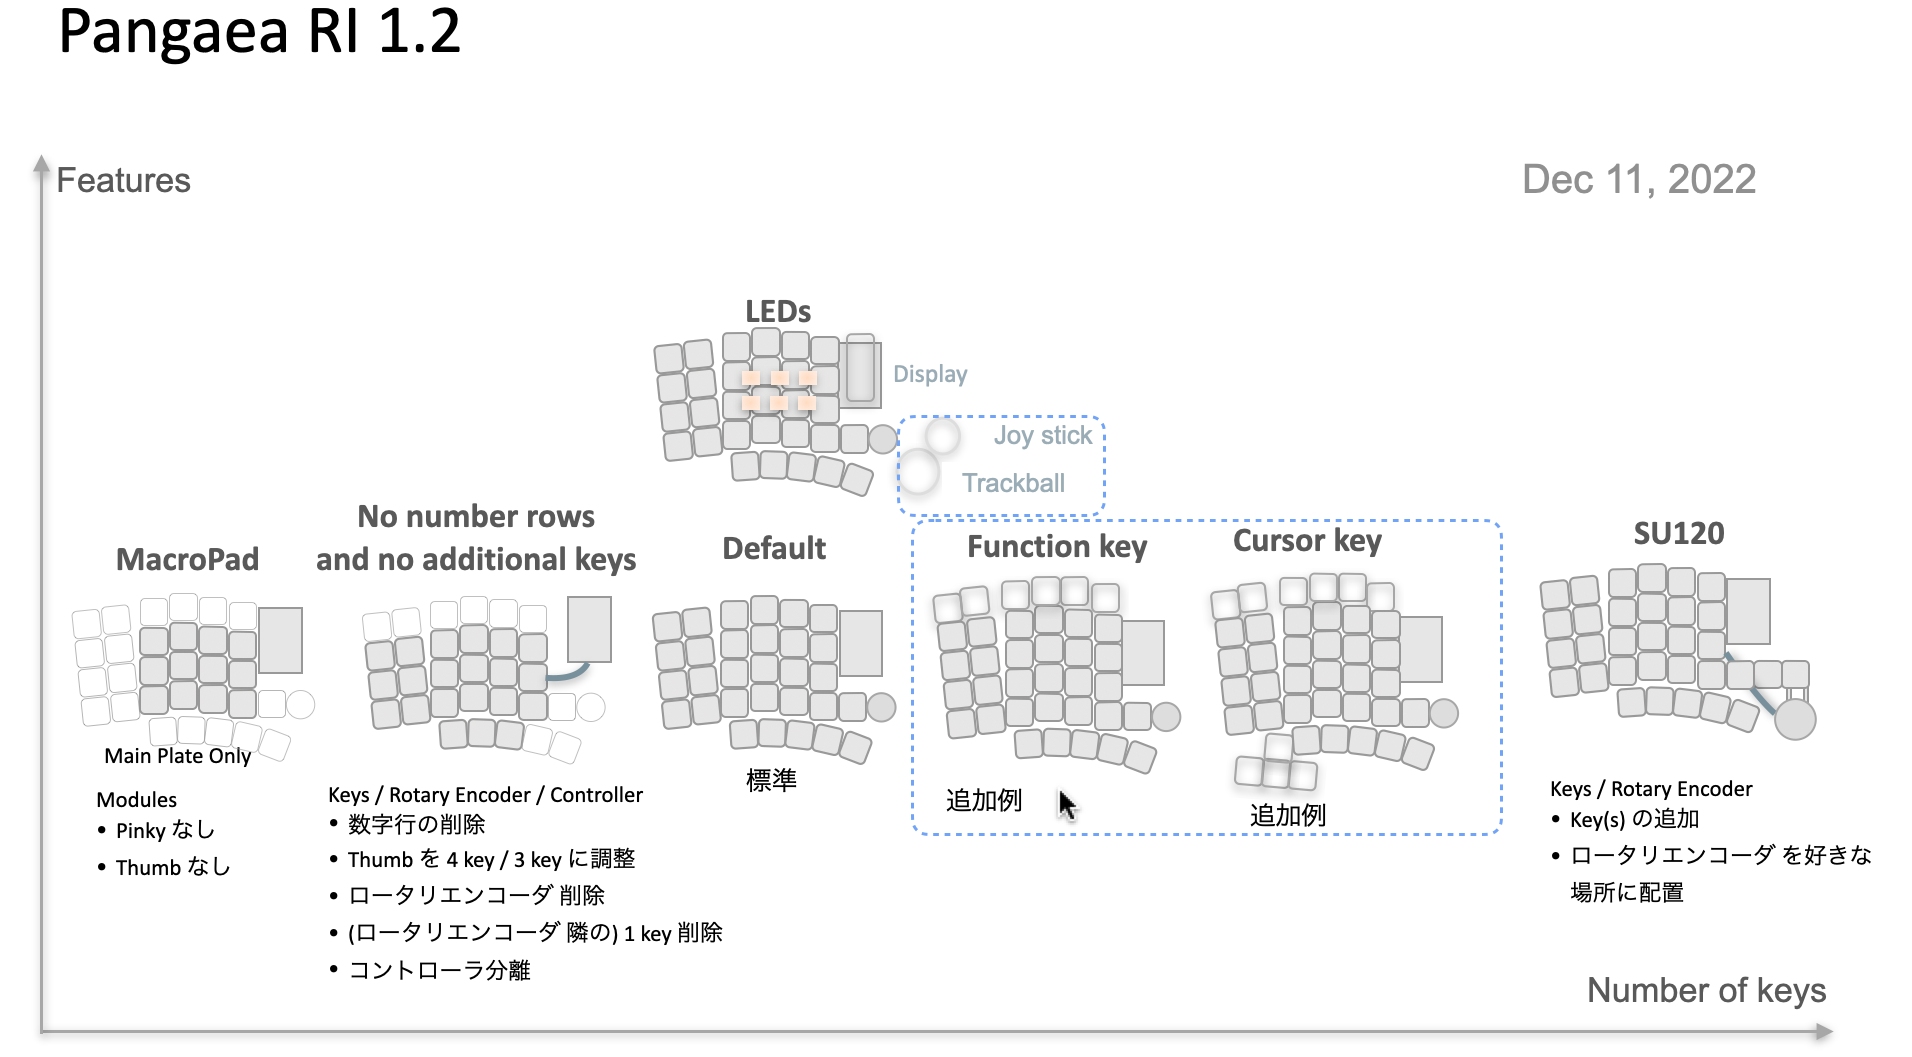 Pangaea RI 1.2
Features
Dec 11, 2022
LEDs
Display
Joy stick
Trackball
MacroPad
Main Plate Only
Modules
• Pinky なし
• Thumb なし
No number rows
and no additional keys
Keys / Rotary Encoder / Controller
• 数字行の削除
• Thumb を 4 key / 3 key に調整
• ロータリエンコーダ 削除
• (ロータリエンコーダ 隣の) 1 key 削除
• コントローラ分離
Default
標準
Function key
追加例
Cursor key
追加例
SU120
Keys / Rotary Encoder
• Key(s) の追加
• ロータリエンコーダ を好きな
場所に配置
Number of keys